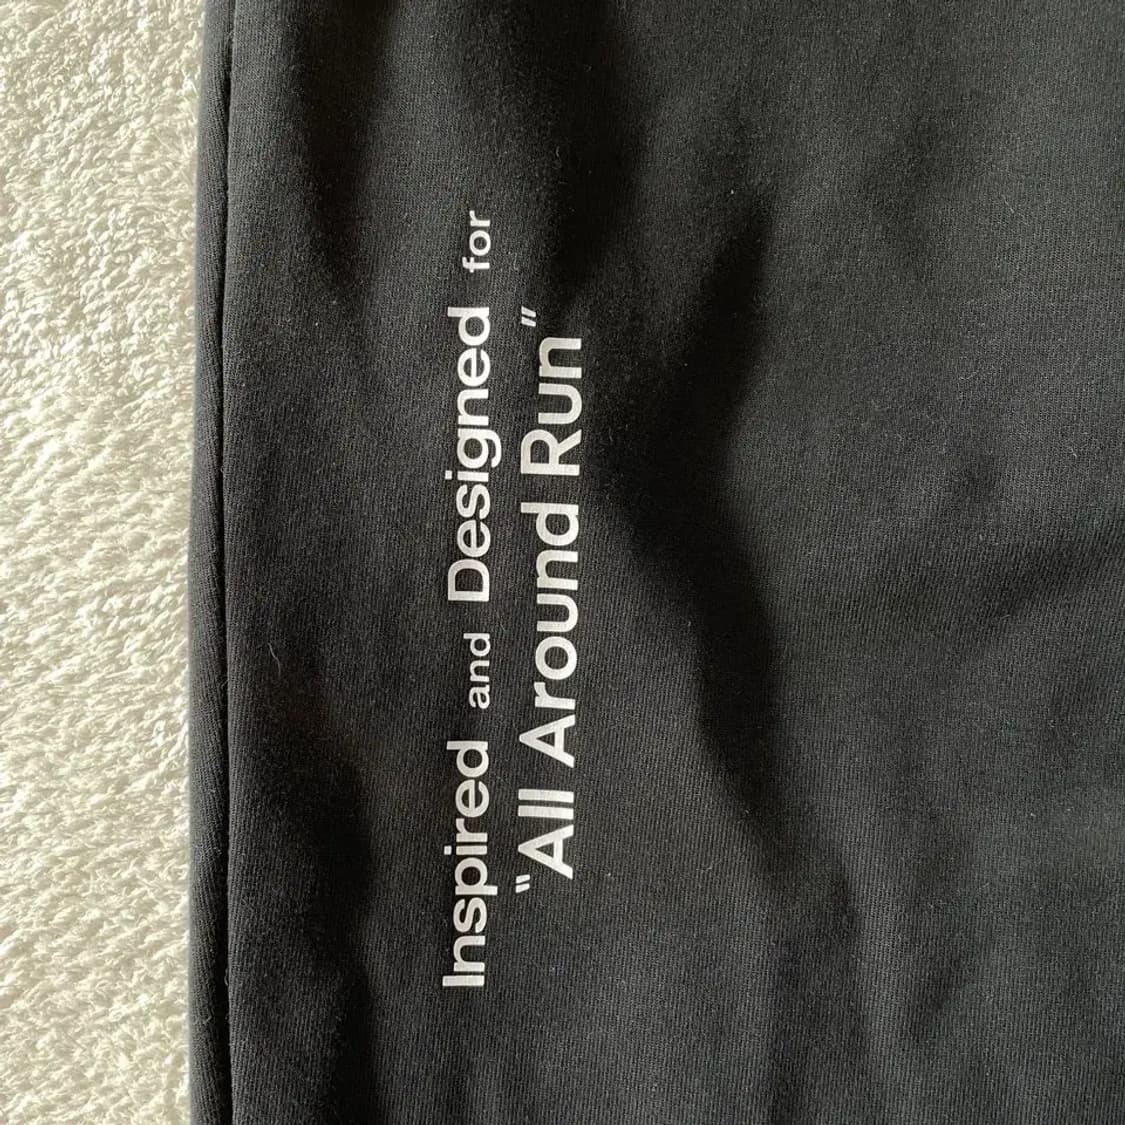 Inspired and Designed for
"All Around Run"